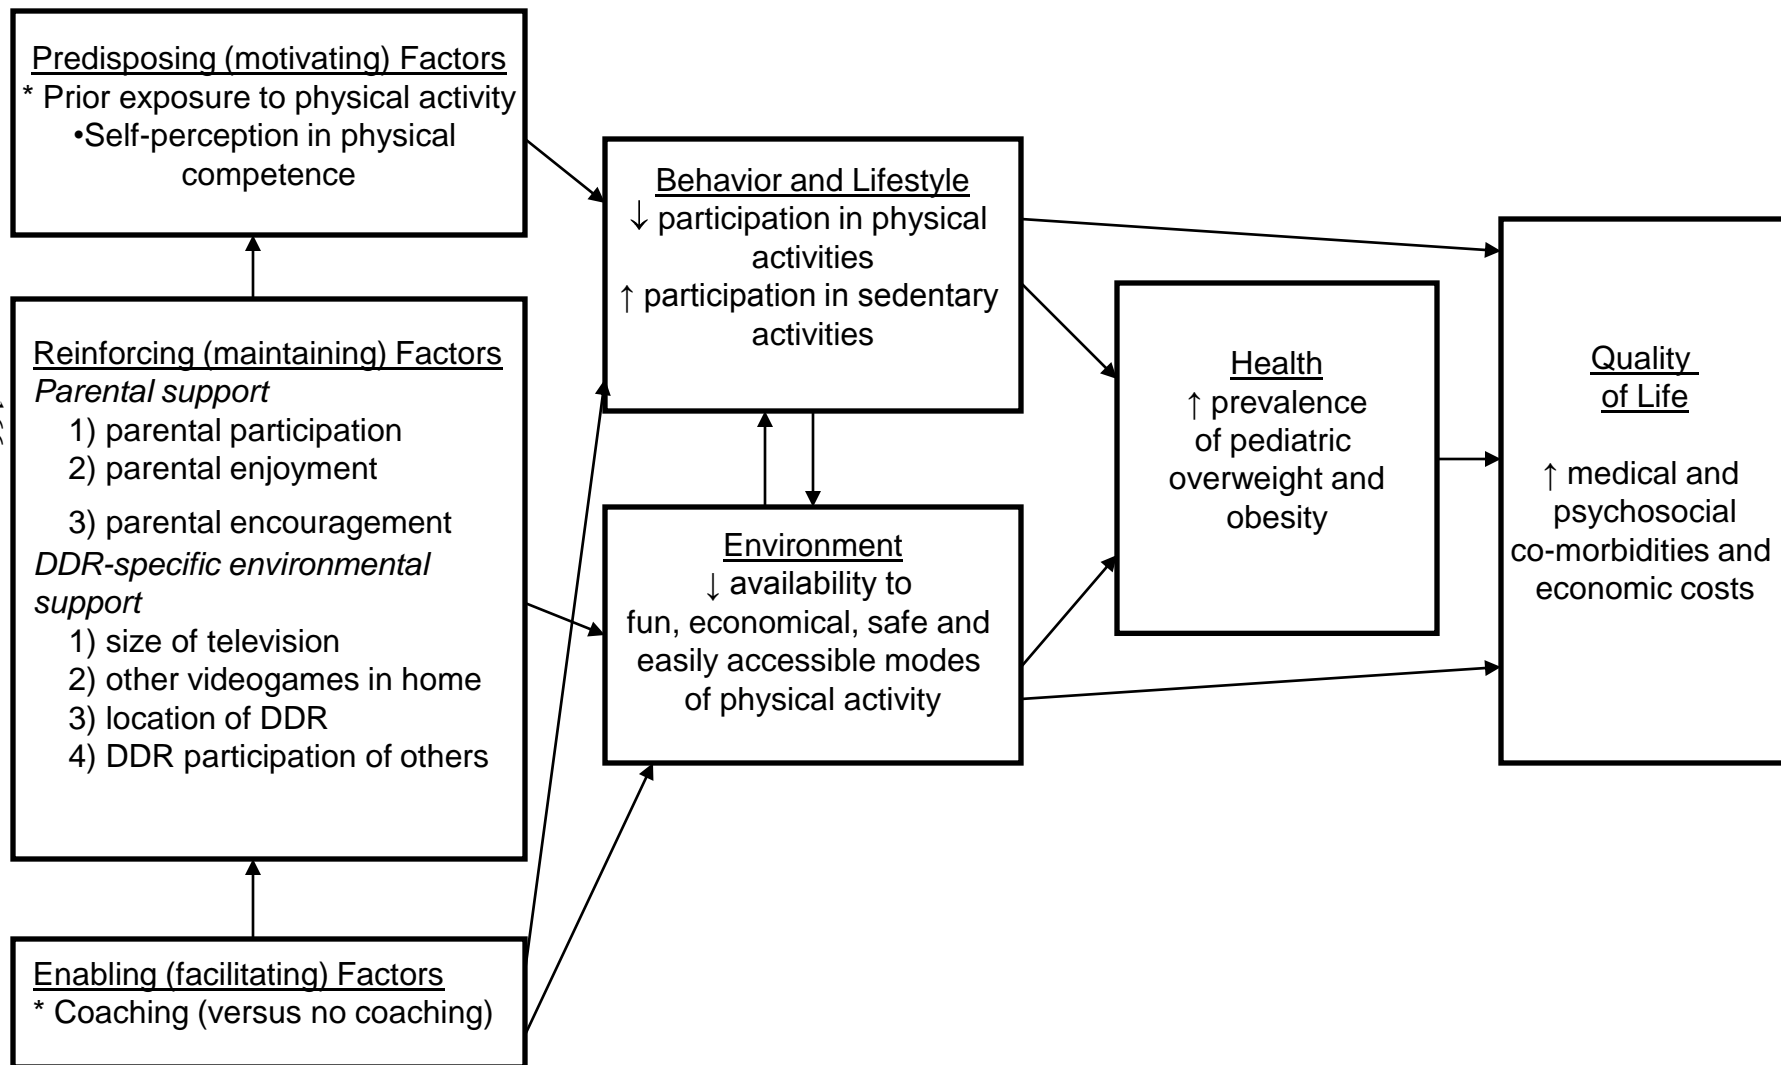 Predisposing (motivating) Factors
* Prior exposure to physical activity
•Self-perception in physical
competence
Reinforcing (maintaining) Factors
Parental support
1) parental participation
2) parental enjoyment
3) parental encouragement
DDR-specific environmental
support
1) size of television
2) other videogames in home
3) location of DDR
4) DDR participation of others
Enabling (facilitating) Factors
* Coaching (versus no coaching)
Behavior and Lifestyle
↓ participation in physical
activities
↑ participation in sedentary
activities
Environment
↓ availability to
fun, economical, safe and
easily accessible modes
of physical activity
Health
↑ prevalence
of pediatric
overweight and
obesity
Quality
of Life
↑ medical and
psychosocial
co-morbidities and
economic costs